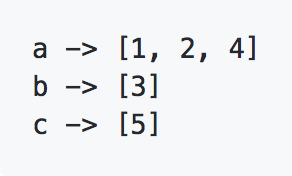 a -> [1, 2, 4]
b -> [3]
c -> [5]